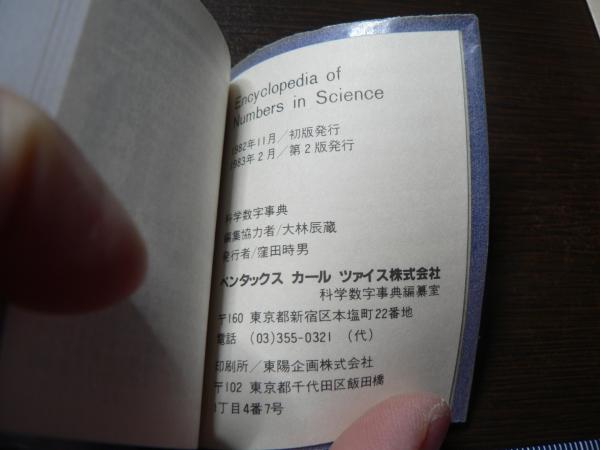 Encyclopedia of
Numbers in Science
1982年11月/初版発行
1983年2月/第2版発行
科学数字事典
編集協力者/大林辰蔵
発行者/窪田時男
ペンタックス カール ツァイス株式会社
科学数字事典編纂室
〒160 東京都新宿区本塩町22番地
電話 (03)355-0321 (代)
印刷所/東陽企画株式会社
〒102 東京都千代田区飯田橋
1丁目4番7号